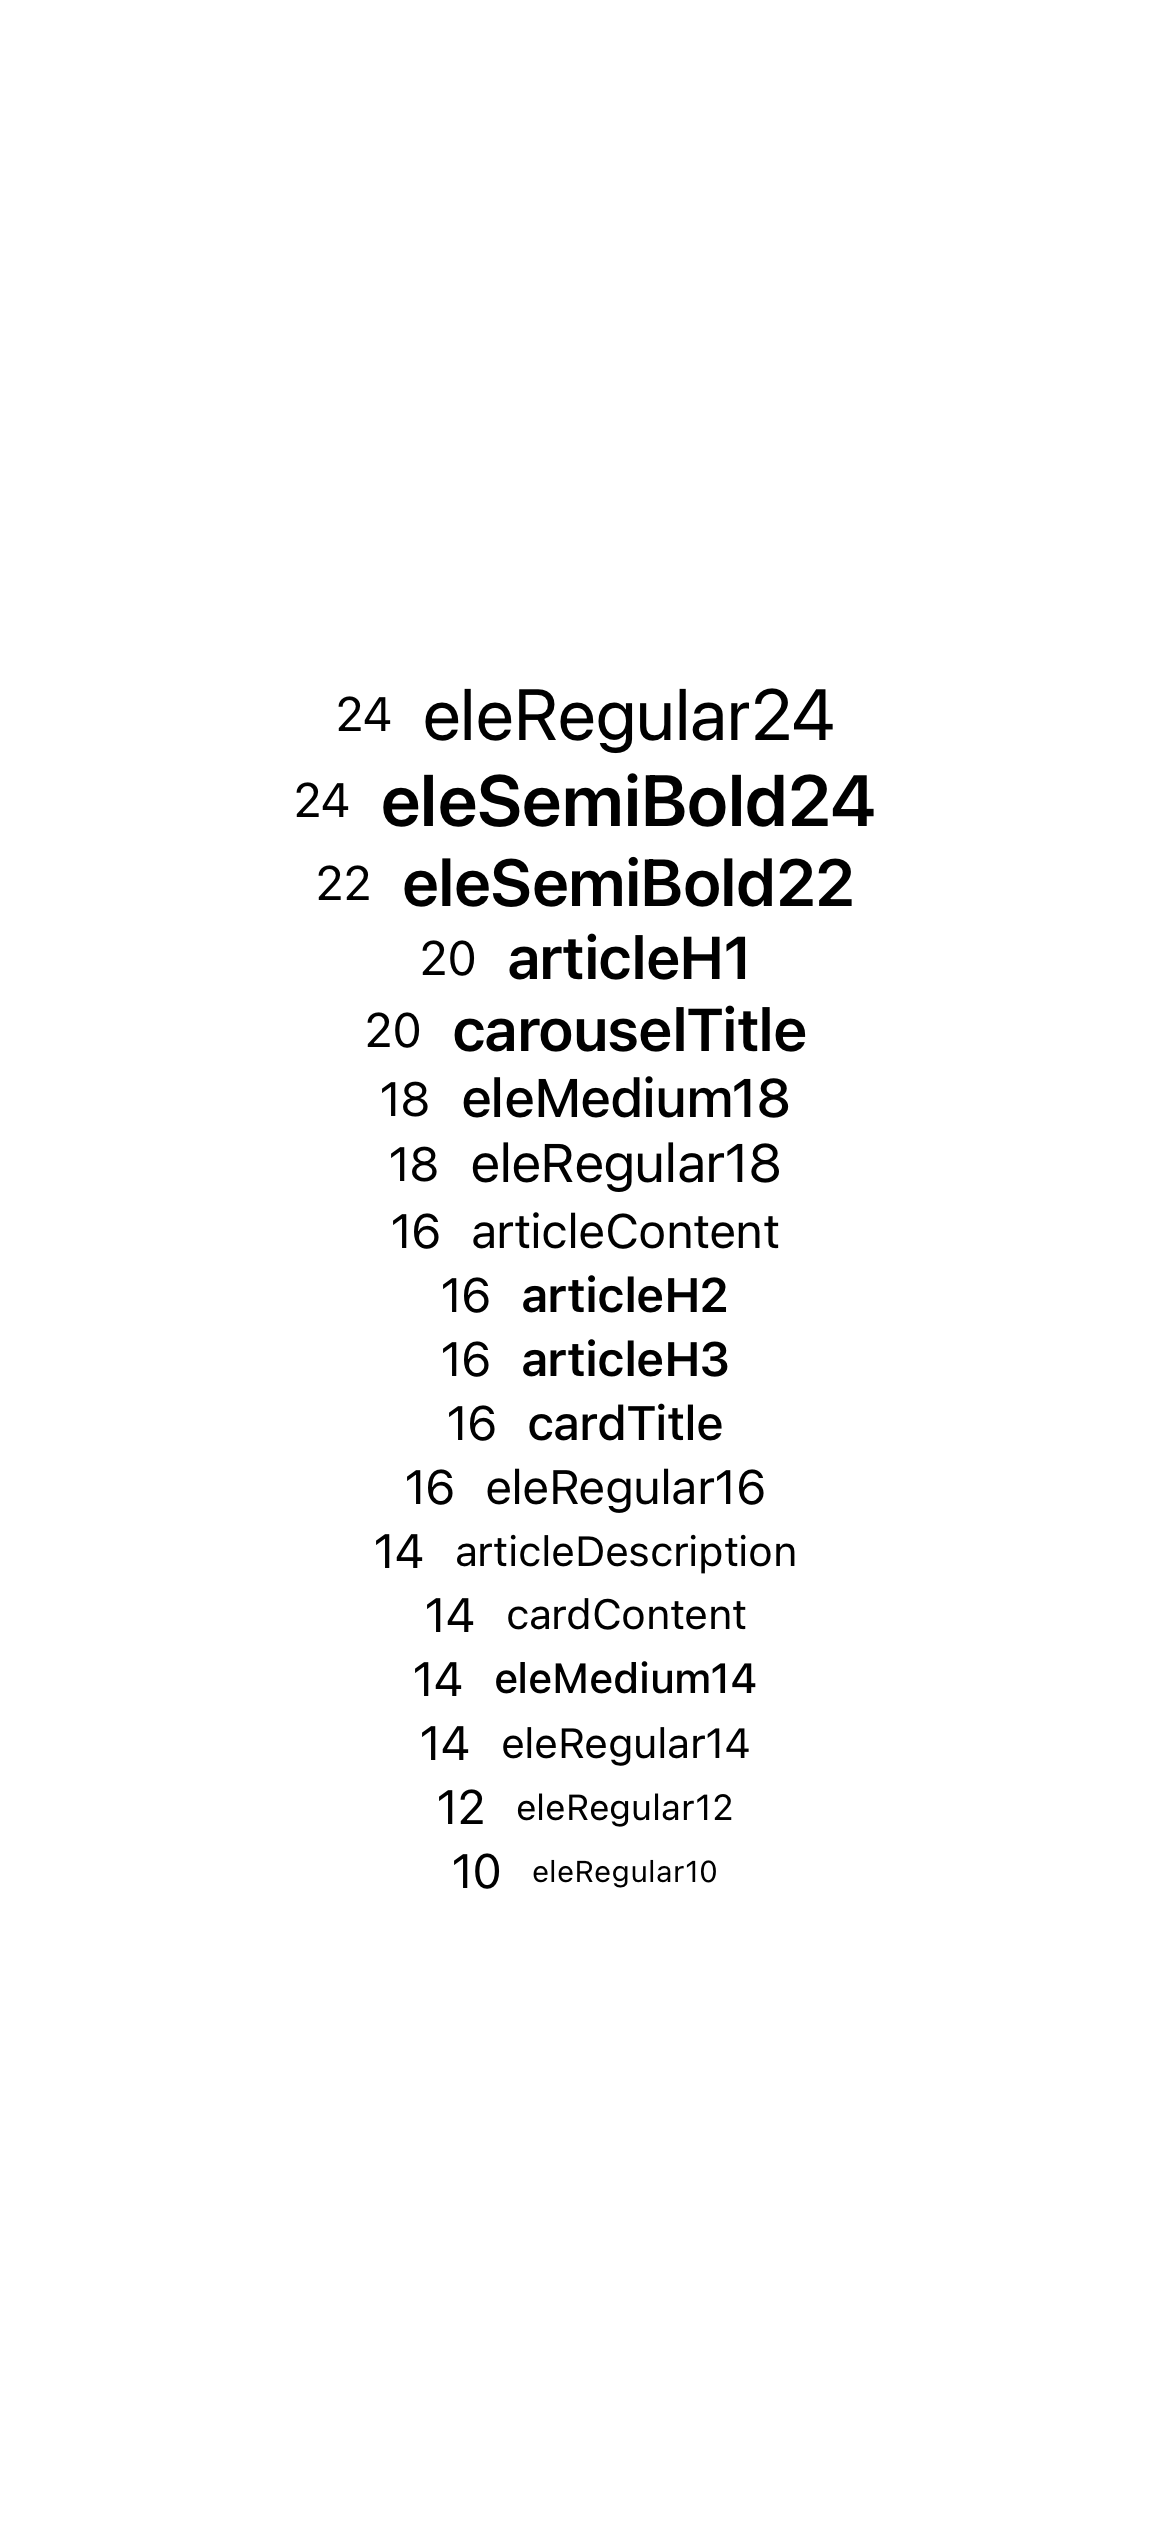 24 eleRegular24
24 eleSemiBold24
22 eleSemiBold22
20 articleH1
20 carouselTitle
18 eleMedium18
18 eleRegular18
16 articleContent
16 articleH2
16 articleH3
16 cardTitle
16 eleRegular16
14 articleDescription
14 cardContent
14 eleMedium14
14 eleRegular14
12 eleRegular12
10 eleRegular10